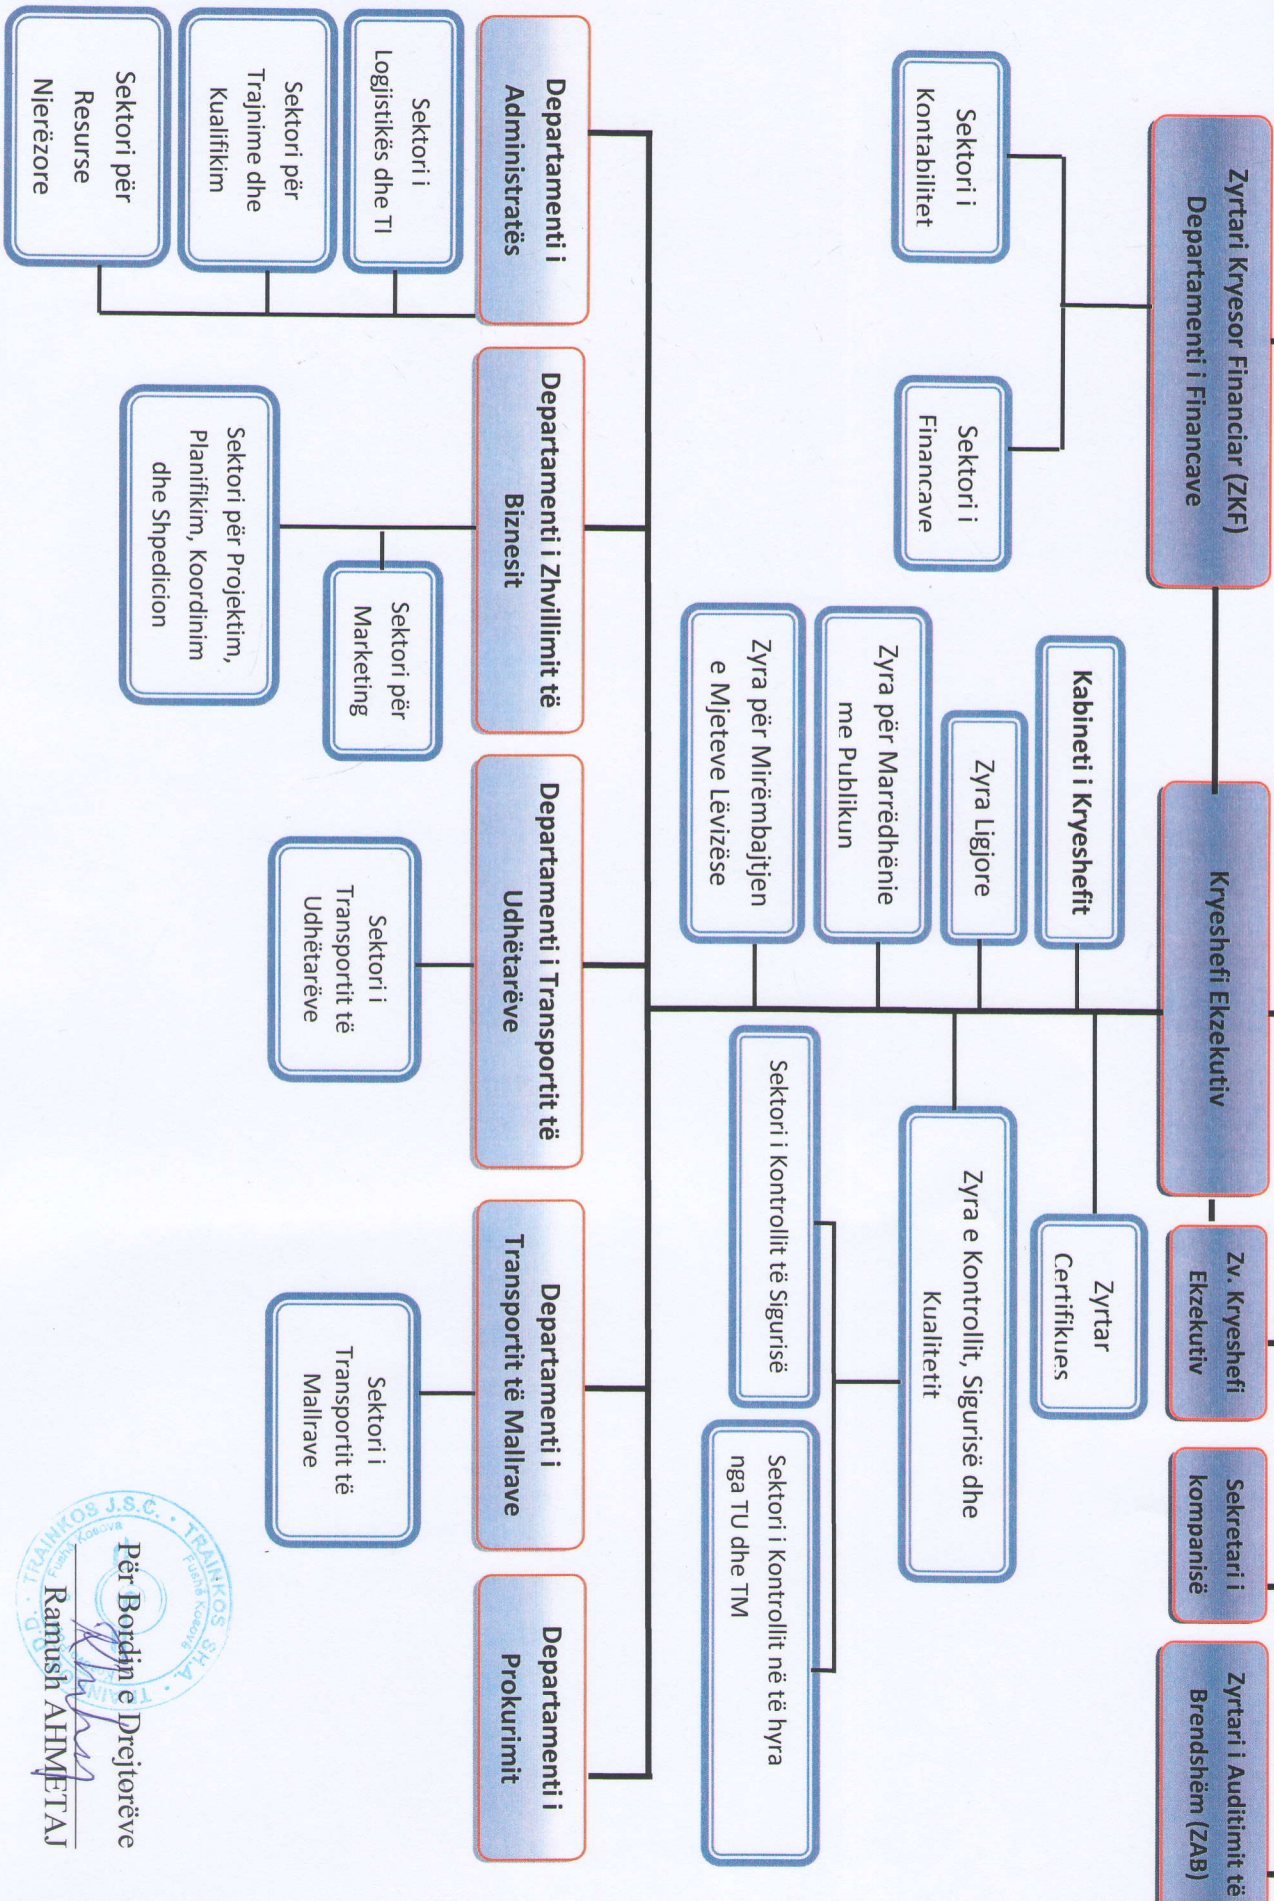 Zyrtari Kryesor Financiar (ZKF)
Departamenti i Financave
Kryeshefi Ekzekutiv
Zv. Kryeshefi
Ekzekutiv
Sekretari i
kompanisë
Zyrtari i Auditimit të
Brendshëm (ZAB)
Sektori i
Kontabilitet
Sektori i
Financave
Kabineti i Kryeshefit
Zyra Ligjore
Zyra për Marrëdhënie
me Publikun
Zyra për Mirëmbajtjen
e Mjeteve Lëvizëse
Zyrtar
Certifikues
Zyra e Kontrollit, Sigurisë dhe
Kualitetit
Sektori i Kontrollit të Sigurisë
Sektori i Kontrollit në të hyra
nga TU dhe TM
Departamenti i
Administratës
Departamenti i Zhvillimit të
Biznesit
Departamenti i Transportit të
Udhëtarëve
Departamenti i
Transportit të Mallrave
Departamenti i
Prokurimit
Sektori i
Logjistikës dhe TI
Sektori për
Trajnime dhe
Kualifikim
Sektori për
Resurse
Njerëzore
Sektori për
Marketing
Sektori për Projektim,
Planifikim, Koordinim
dhe Shpedicion
Sektori i
Transportit të
Udhëtarëve
Sektori i
Transportit të
Mallrave
Për Bordin e Drejtorëve
Ramush AHMETAJ
TRAINKOS J.S.C. • TRAINKOS SH.A. •
Fushë Kosova
Fushë Kosovë